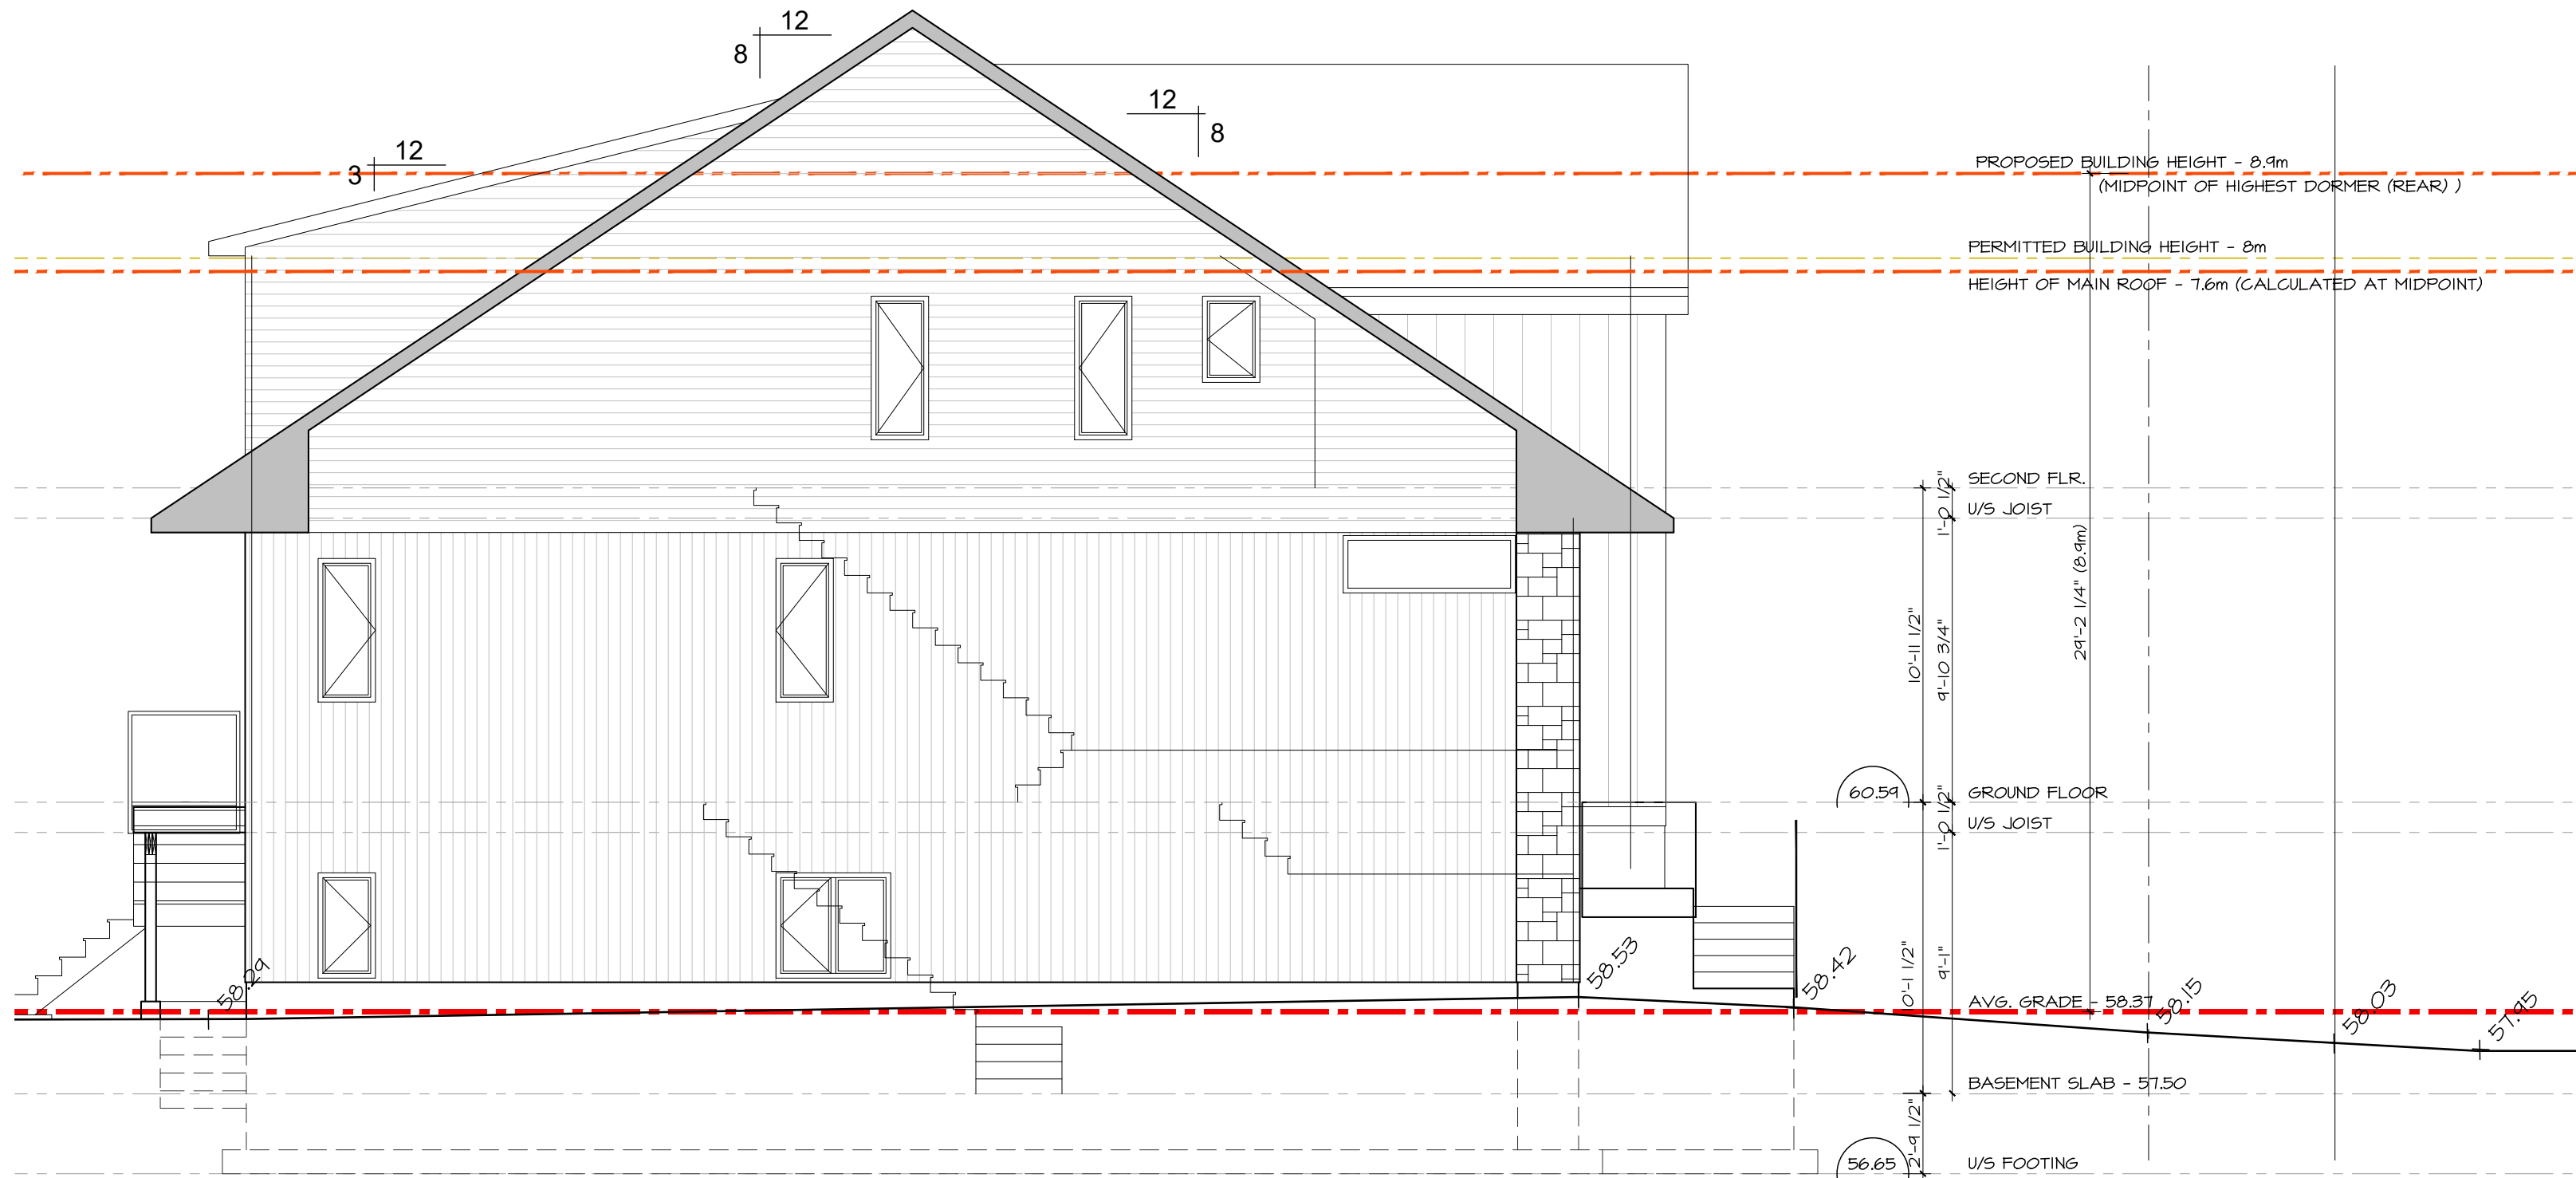 12
8
12
8
12
3
PROPOSED BUILDING HEIGHT - 8.9m
(MIDPOINT OF HIGHEST DORMER (REAR) )
PERMITTED BUILDING HEIGHT - 8m
HEIGHT OF MAIN ROOF - 7.6m (CALCULATED AT MIDPOINT)
SECOND FLR.
U/S JOIST
1'-0 1/2"
29'-2 1/4" (8.9m)
10'-11 1/2"
9'-10 3/4"
60.59
GROUND FLOOR
U/S JOIST
1'-0 1/2"
10'-1 1/2"
9'-1"
58.29
58.53
58.42
AVG. GRADE - 58.37
58.15
58.03
57.95
BASEMENT SLAB - 57.50
2'-9 1/2"
56.65
U/S FOOTING